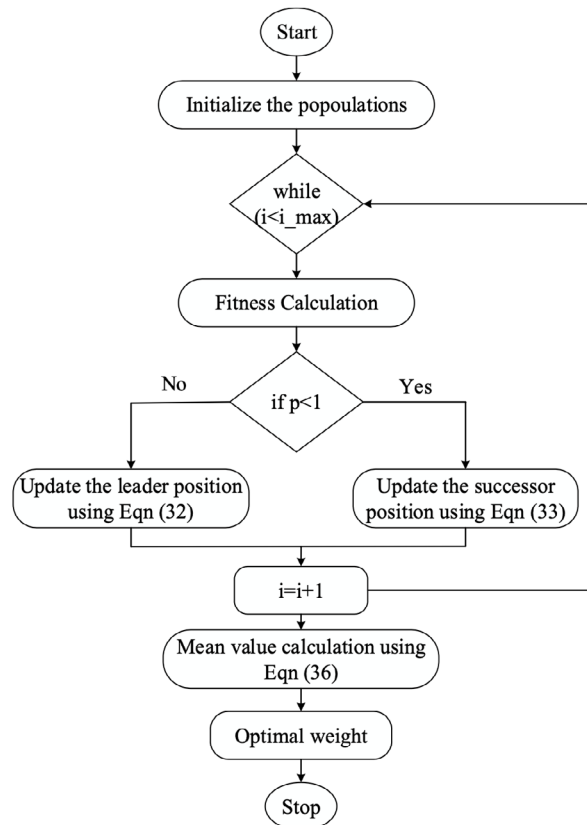 Start
Initialize the popoulations
while
(i<i_max)
Fitness Calculation
No
Yes
if p<1
Update the leader position
using Eqn (32)
Update the successor
position using Eqn (33)
i=i+1
Mean value calculation using
Eqn (36)
Optimal weight
Stop